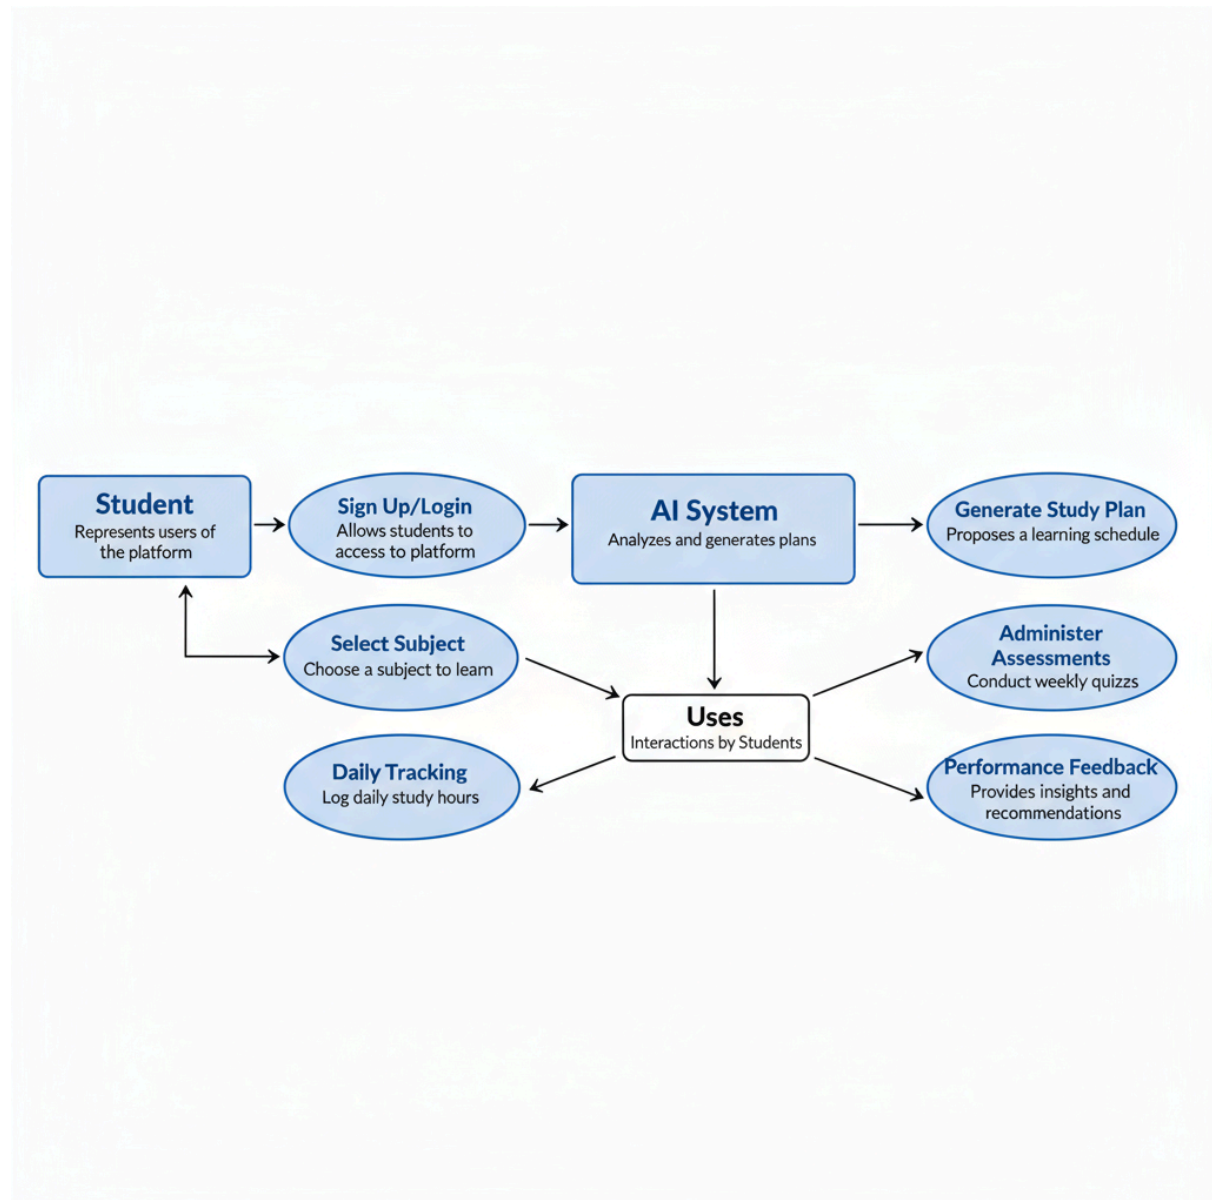 Student
Represents users of
the platform
Sign Up/Login
Allows students to
access to platform
AI System
Analyzes and generates plans
Generate Study Plan
Proposes a learning schedule
Select Subject
Choose a subject to learn
Administer
Assessments
Conduct weekly quizzs
Uses
Interactions by Students
Daily Tracking
Log daily study hours
Performance Feedback
Provides insights and
recommendations